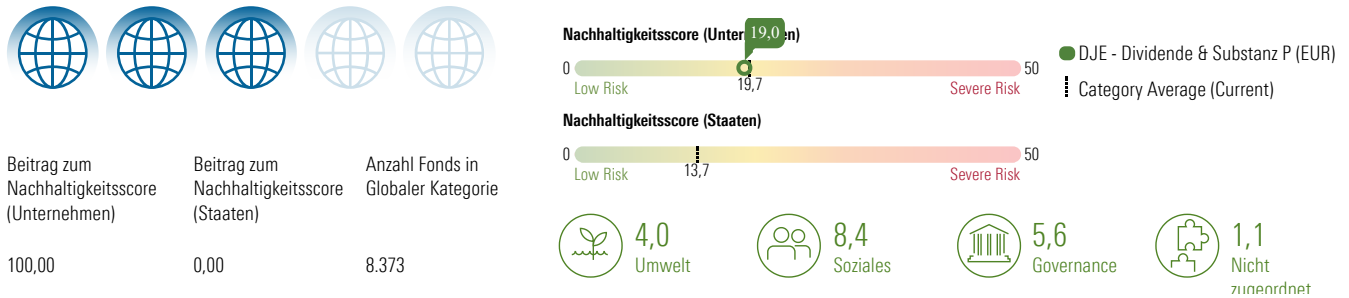 Beitrag zum
Nachhaltigkeitsscore
(Unternehmen)
100,00
Beitrag zum
Nachhaltigkeitsscore
(Staaten)
0,00
Anzahl Fonds in
Globaler Kategorie
8.373
Nachhaltigkeitsscore (Unter en)
19,0
0
50
Low Risk
19,7
Severe Risk
Nachhaltigkeitsscore (Staaten)
0
50
Low Risk
13,7
Severe Risk
DJE - Dividende & Substanz P (EUR)
Category Average (Current)
4,0
Umwelt
8,4
Soziales
5,6
Governance
1,1
Nicht
zugeordnet